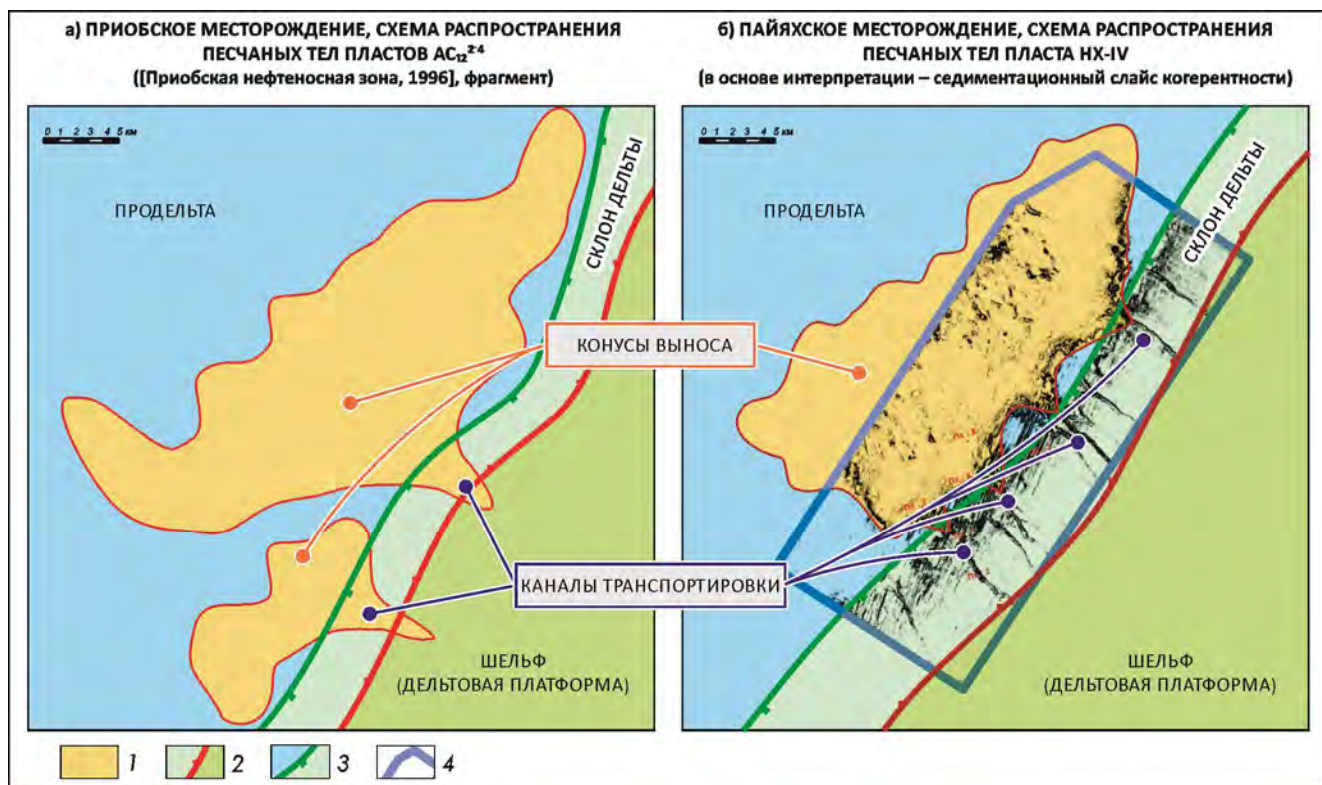 а) ПРИОБСКОЕ МЕСТОРОЖДЕНИЕ, СХЕМА РАСПРОСТРАНЕНИЯ
ПЕСЧАНЫХ ТЕЛ ПЛАСТОВ АС₁₂²⁻⁴
([Приобская нефтеносная зона, 1996], фрагмент)
0 1 2 3 4 5 км
ПРОДЕЛЬТА
СКЛОН ДЕЛЬТЫ
ШЕЛЬФ
(ДЕЛЬТОВАЯ ПЛАТФОРМА)
б) ПАЙЯХСКОЕ МЕСТОРОЖДЕНИЕ, СХЕМА РАСПРОСТРАНЕНИЯ
ПЕСЧАНЫХ ТЕЛ ПЛАСТА НХ-IV
(в основе интерпретации – седиментационный слайс когерентности)
0 1 2 3 4 5 км
ПРОДЕЛЬТА
СКЛОН ДЕЛЬТЫ
ШЕЛЬФ
(ДЕЛЬТОВАЯ ПЛАТФОРМА)
КОНУСЫ ВЫНОСА
КАНАЛЫ ТРАНСПОРТИРОВКИ
1
2
3
4